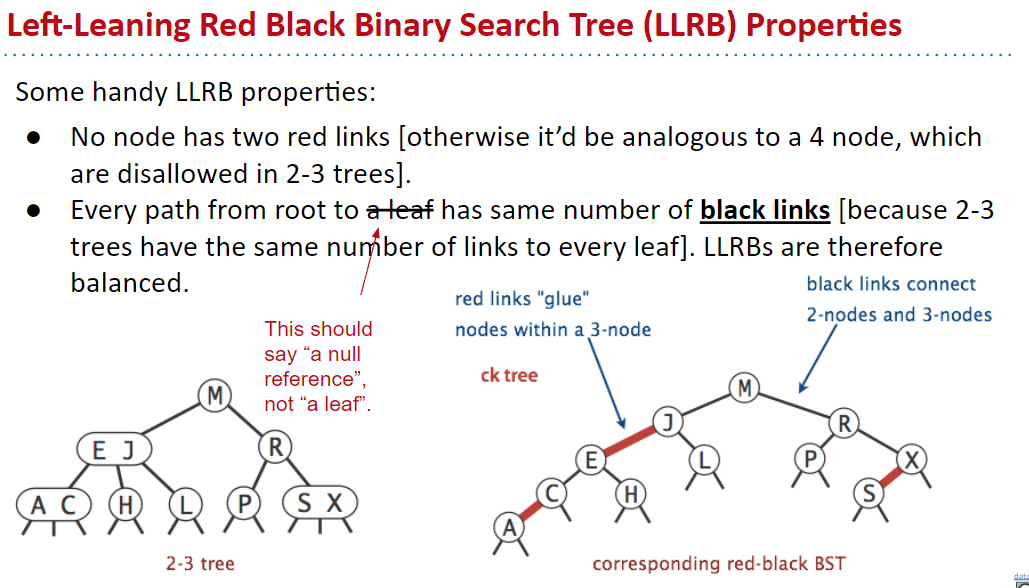 Left-Leaning Red Black Binary Search Tree (LLRB) Properties
Some handy LLRB properties:
● No node has two red links [otherwise it’d be analogous to a 4 node, which
are disallowed in 2-3 trees].
● Every path from root to a leaf has same number of black links [because 2-3
trees have the same number of links to every leaf]. LLRBs are therefore
balanced.
This should
say “a null
reference”,
not “a leaf”.
red links "glue"
nodes within a 3-node
black links connect
2-nodes and 3-nodes
ck tree
M
E J
R
A C
H
L
P
S X
2-3 tree
M
J
R
E
L
P
X
C
H
S
A
corresponding red-black BST